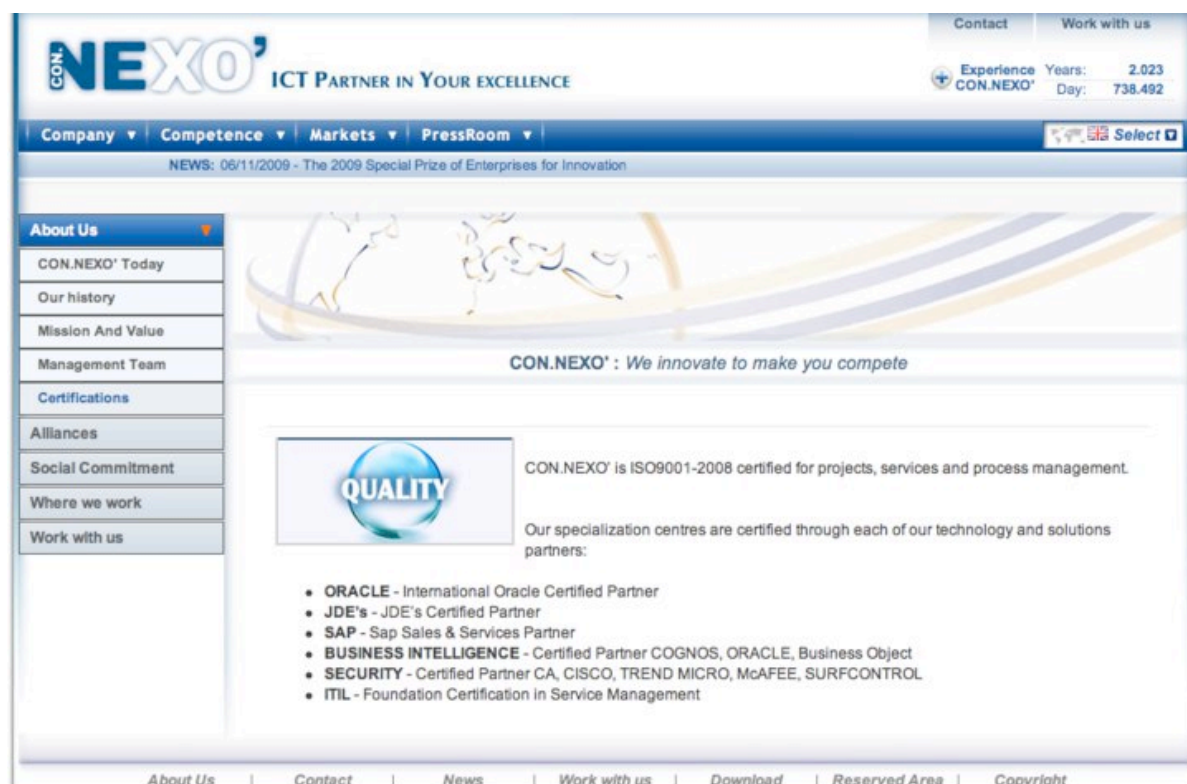 Contact Work with us
CON.NEXO' ICT PARTNER IN YOUR EXCELLENCE
Experience Years: 2.023
CON.NEXO' Day: 738.492
Company Competence Markets PressRoom
Select
NEWS: 06/11/2009 - The 2009 Special Prize of Enterprises for Innovation
About Us
CON.NEXO' Today
Our history
Mission And Value
Management Team
Certifications
Alliances
Social Commitment
Where we work
Work with us
CON.NEXO' : We innovate to make you compete
QUALITY
CON.NEXO' is ISO9001-2008 certified for projects, services and process management.
Our specialization centres are certified through each of our technology and solutions
partners:
• ORACLE - International Oracle Certified Partner
• JDE's - JDE's Certified Partner
• SAP - Sap Sales & Services Partner
• BUSINESS INTELLIGENCE - Certified Partner COGNOS, ORACLE, Business Object
• SECURITY - Certified Partner CA, CISCO, TREND MICRO, McAFEE, SURFCONTROL
• ITIL - Foundation Certification in Service Management
About Us | Contact | News | Work with us | Download | Reserved Area | Copyright